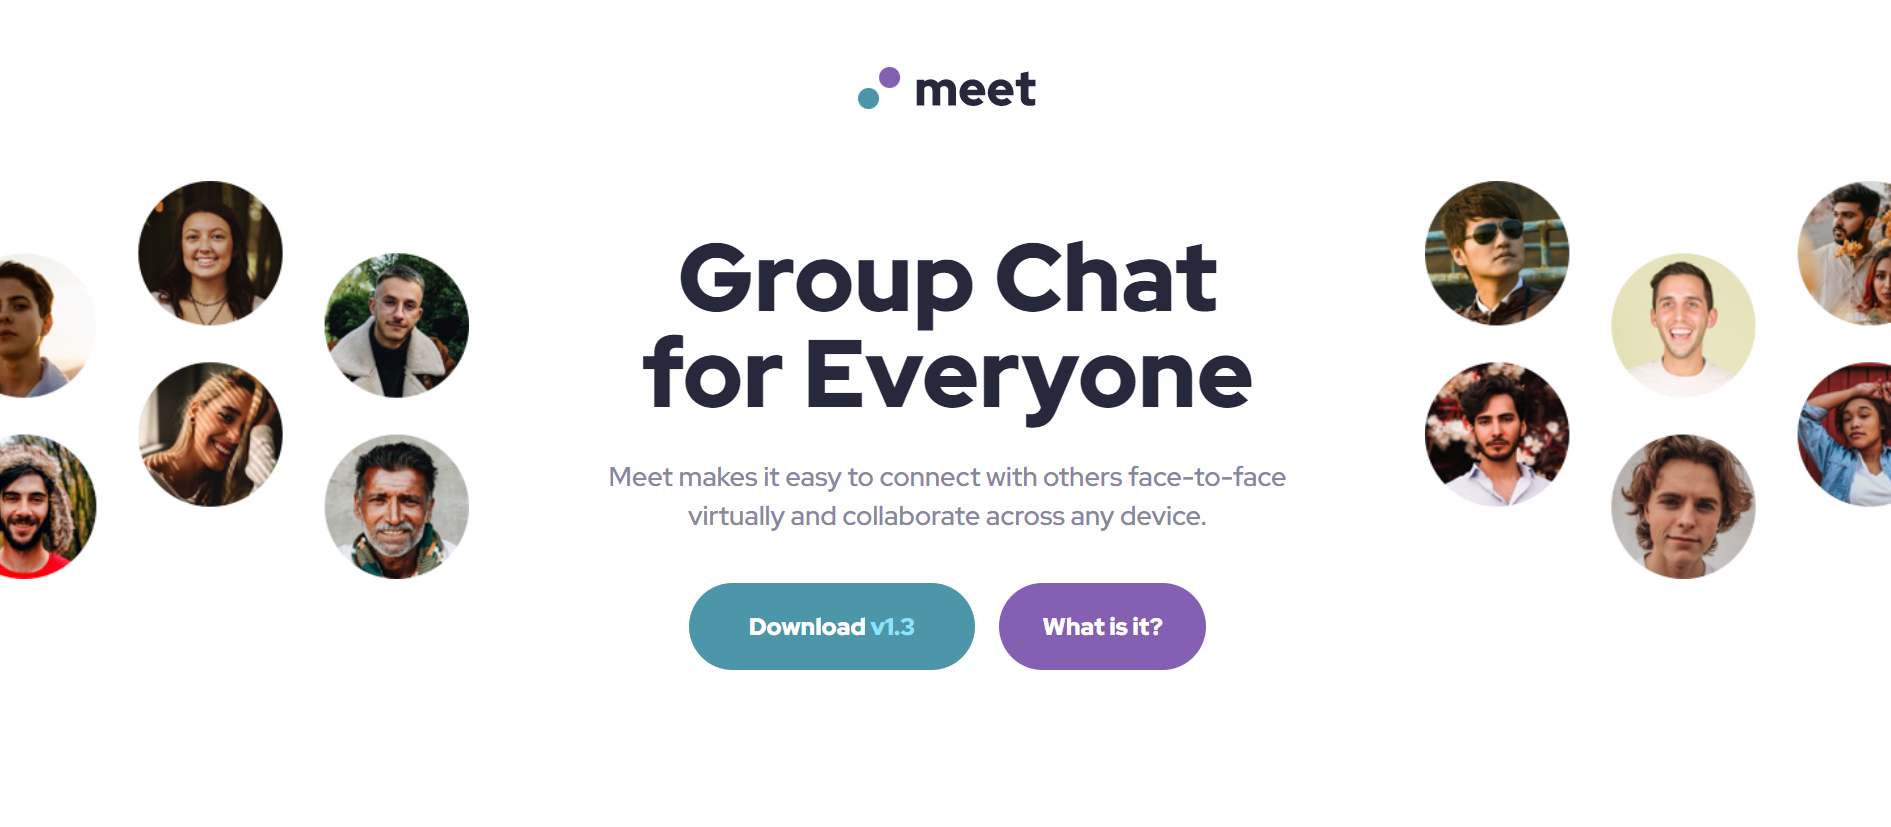 meet
Group Chat
for Everyone
Meet makes it easy to connect with others face-to-face
virtually and collaborate across any device.
Download v1.3
What is it?